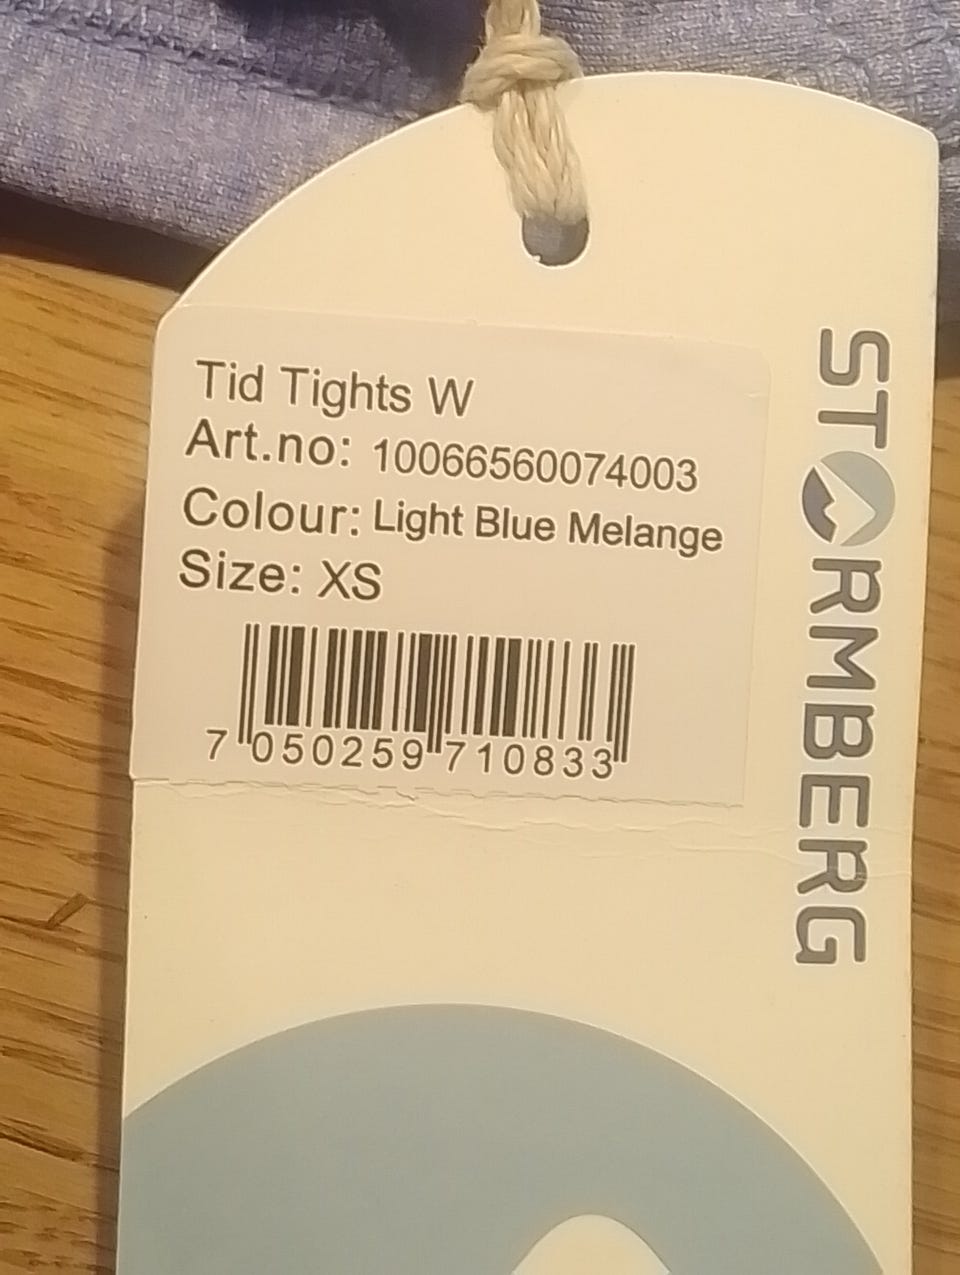 Tid Tights W
Art.no: 10066560074003
Colour: Light Blue Melange
Size: XS
7 050259 710833
STORMBERG